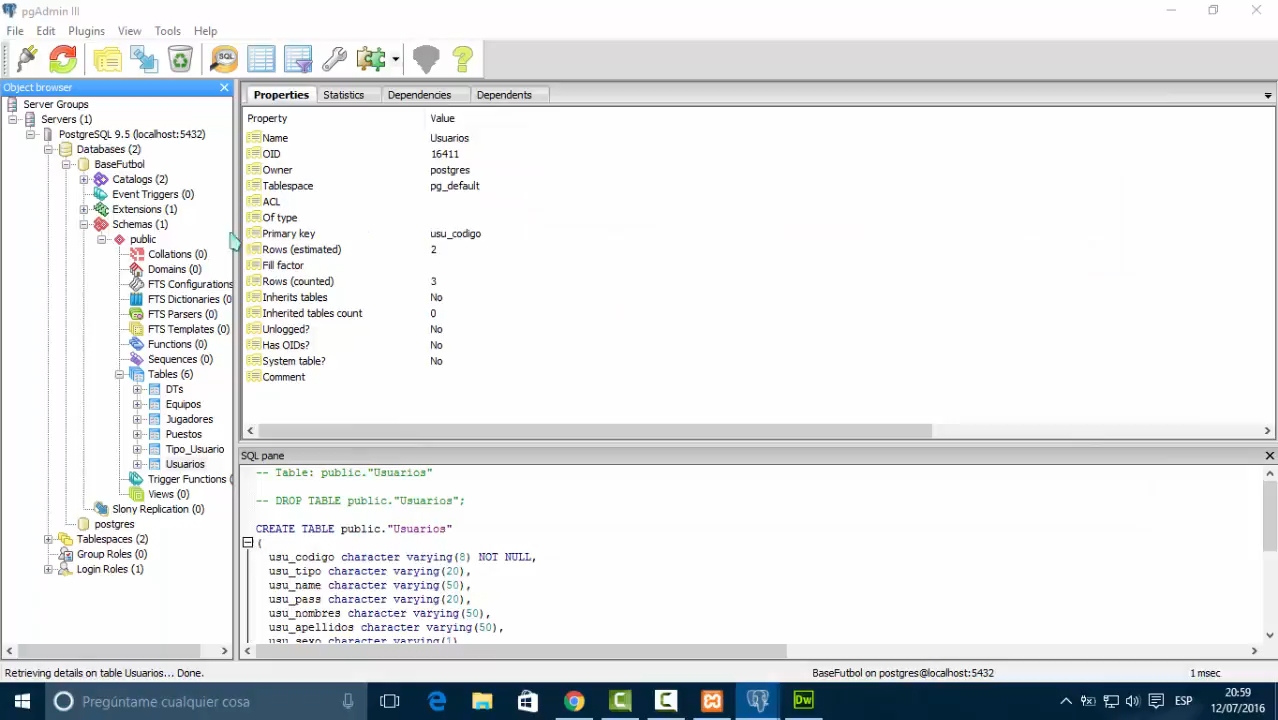 pgAdmin III
File Edit Plugins View Tools Help
SQL
Object browser
Server Groups
Servers (1)
PostgreSQL 9.5 (localhost:5432)
Databases (2)
BaseFutbol
Catalogs (2)
Event Triggers (0)
Extensions (1)
Schemas (1)
public
Collations (0)
Domains (0)
FTS Configurations
FTS Dictionaries (0
FTS Parsers (0)
FTS Templates (0)
Functions (0)
Sequences (0)
Tables (6)
DTs
Equipos
Jugadores
Puestos
Tipo_Usuario
Usuarios
Trigger Functions (
Views (0)
Slony Replication (0)
postgres
Tablespaces (2)
Group Roles (0)
Login Roles (1)
Properties Statistics Dependencies Dependents
Property Value
Name Usuarios
OID 16411
Owner postgres
Tablespace pg_default
ACL
Of type
Primary key usu_codigo
Rows (estimated) 2
Fill factor
Rows (counted) 3
Inherits tables No
Inherited tables count 0
Unlogged? No
Has OIDs? No
System table? No
Comment
SQL pane
-- Table: public."Usuarios"
-- DROP TABLE public."Usuarios";
CREATE TABLE public."Usuarios"
(
usu_codigo character varying(8) NOT NULL,
usu_tipo character varying(20),
usu_name character varying(50),
usu_pass character varying(20),
usu_nombres character varying(50),
usu_apellidos character varying(50),
usu_sexo character varying(1)
Retrieving details on table Usuarios... Done. BaseFutbol on postgres@localhost:5432 1 msec
Pregúntame cualquier cosa
Dw
ESP
20:59
12/07/2016